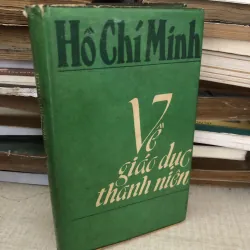 Hồ Chí Minh
Về
giáo dục
thanh niên